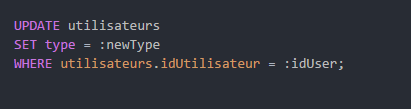 UPDATE utilisateurs
SET type = :newType
WHERE utilisateurs.idUtilisateur = :idUser;